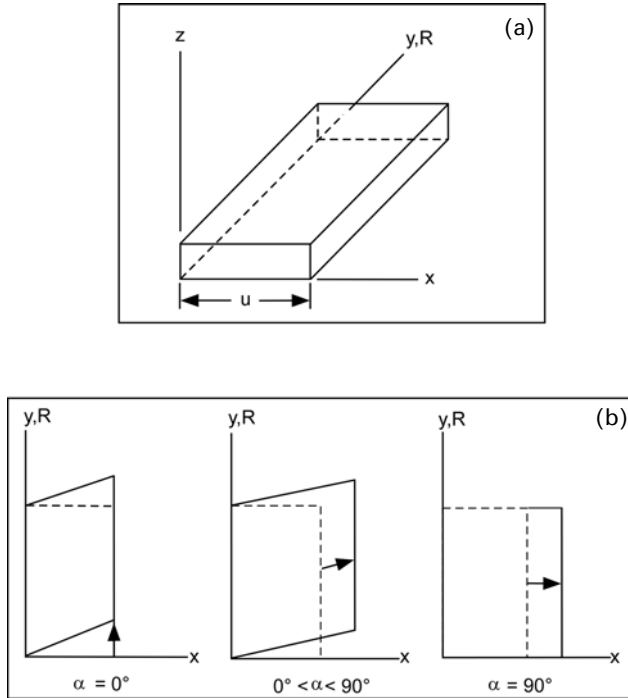 (a)
z
y,R
x
u
(b)
y,R
x
α = 0°
y,R
x
0° < α < 90°
y,R
x
α = 90°